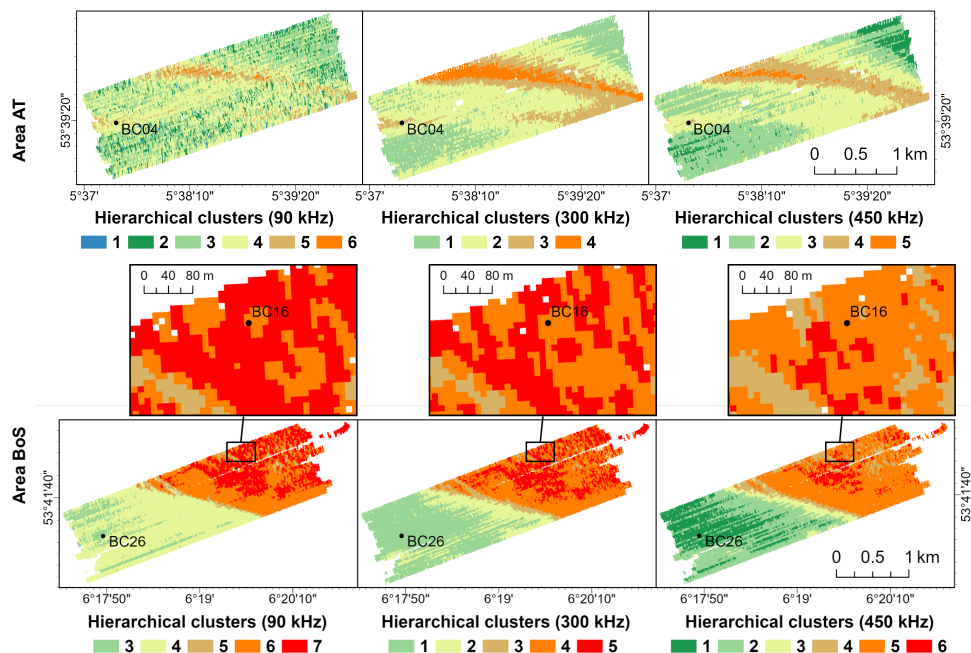 Area AT
53°39'20"
BC04
BC04
BC04
0 0.5 1 km
53°39'20"
5°37' 5°38'10" 5°39'20" 5°37' 5°38'10" 5°39'20" 5°37' 5°38'10" 5°39'20"
Hierarchical clusters (90 kHz) Hierarchical clusters (300 kHz) Hierarchical clusters (450 kHz)
1 2 3 4 5 6 1 2 3 4 1 2 3 4 5
0 40 80 m 0 40 80 m 0 40 80 m
BC16 BC16 BC16
Area BoS
53°41'40"
53°41'40"
BC26 BC26 BC26
0 0.5 1 km
6°17'50" 6°19' 6°20'10" 6°17'50" 6°19' 6°20'10" 6°17'50" 6°19' 6°20'10"
Hierarchical clusters (90 kHz) Hierarchical clusters (300 kHz) Hierarchical clusters (450 kHz)
3 4 5 6 7 1 2 3 4 5 1 2 3 4 5 6